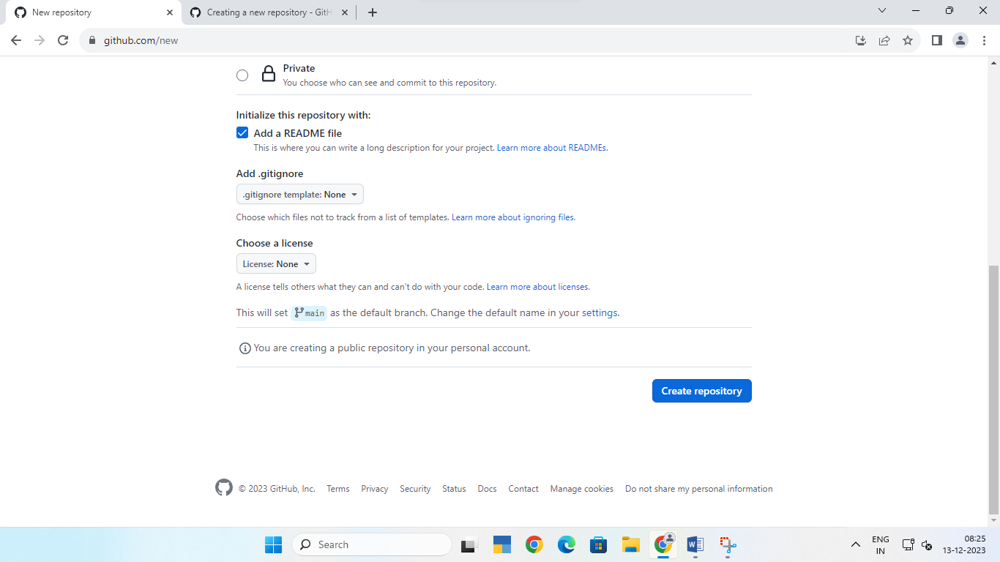 New repository
Creating a new repository - GitH
github.com/new
Private
You choose who can see and commit to this repository.
Initialize this repository with:
Add a README file
This is where you can write a long description for your project. Learn more about READMEs.
Add .gitignore
.gitignore template: None
Choose which files not to track from a list of templates. Learn more about ignoring files.
Choose a license
License: None
A license tells others what they can and can't do with your code. Learn more about licenses.
This will set main as the default branch. Change the default name in your settings.
You are creating a public repository in your personal account.
Create repository
© 2023 GitHub, Inc. Terms Privacy Security Status Docs Contact Manage cookies Do not share my personal information
Search
ENG
IN
08:25
13-12-2023